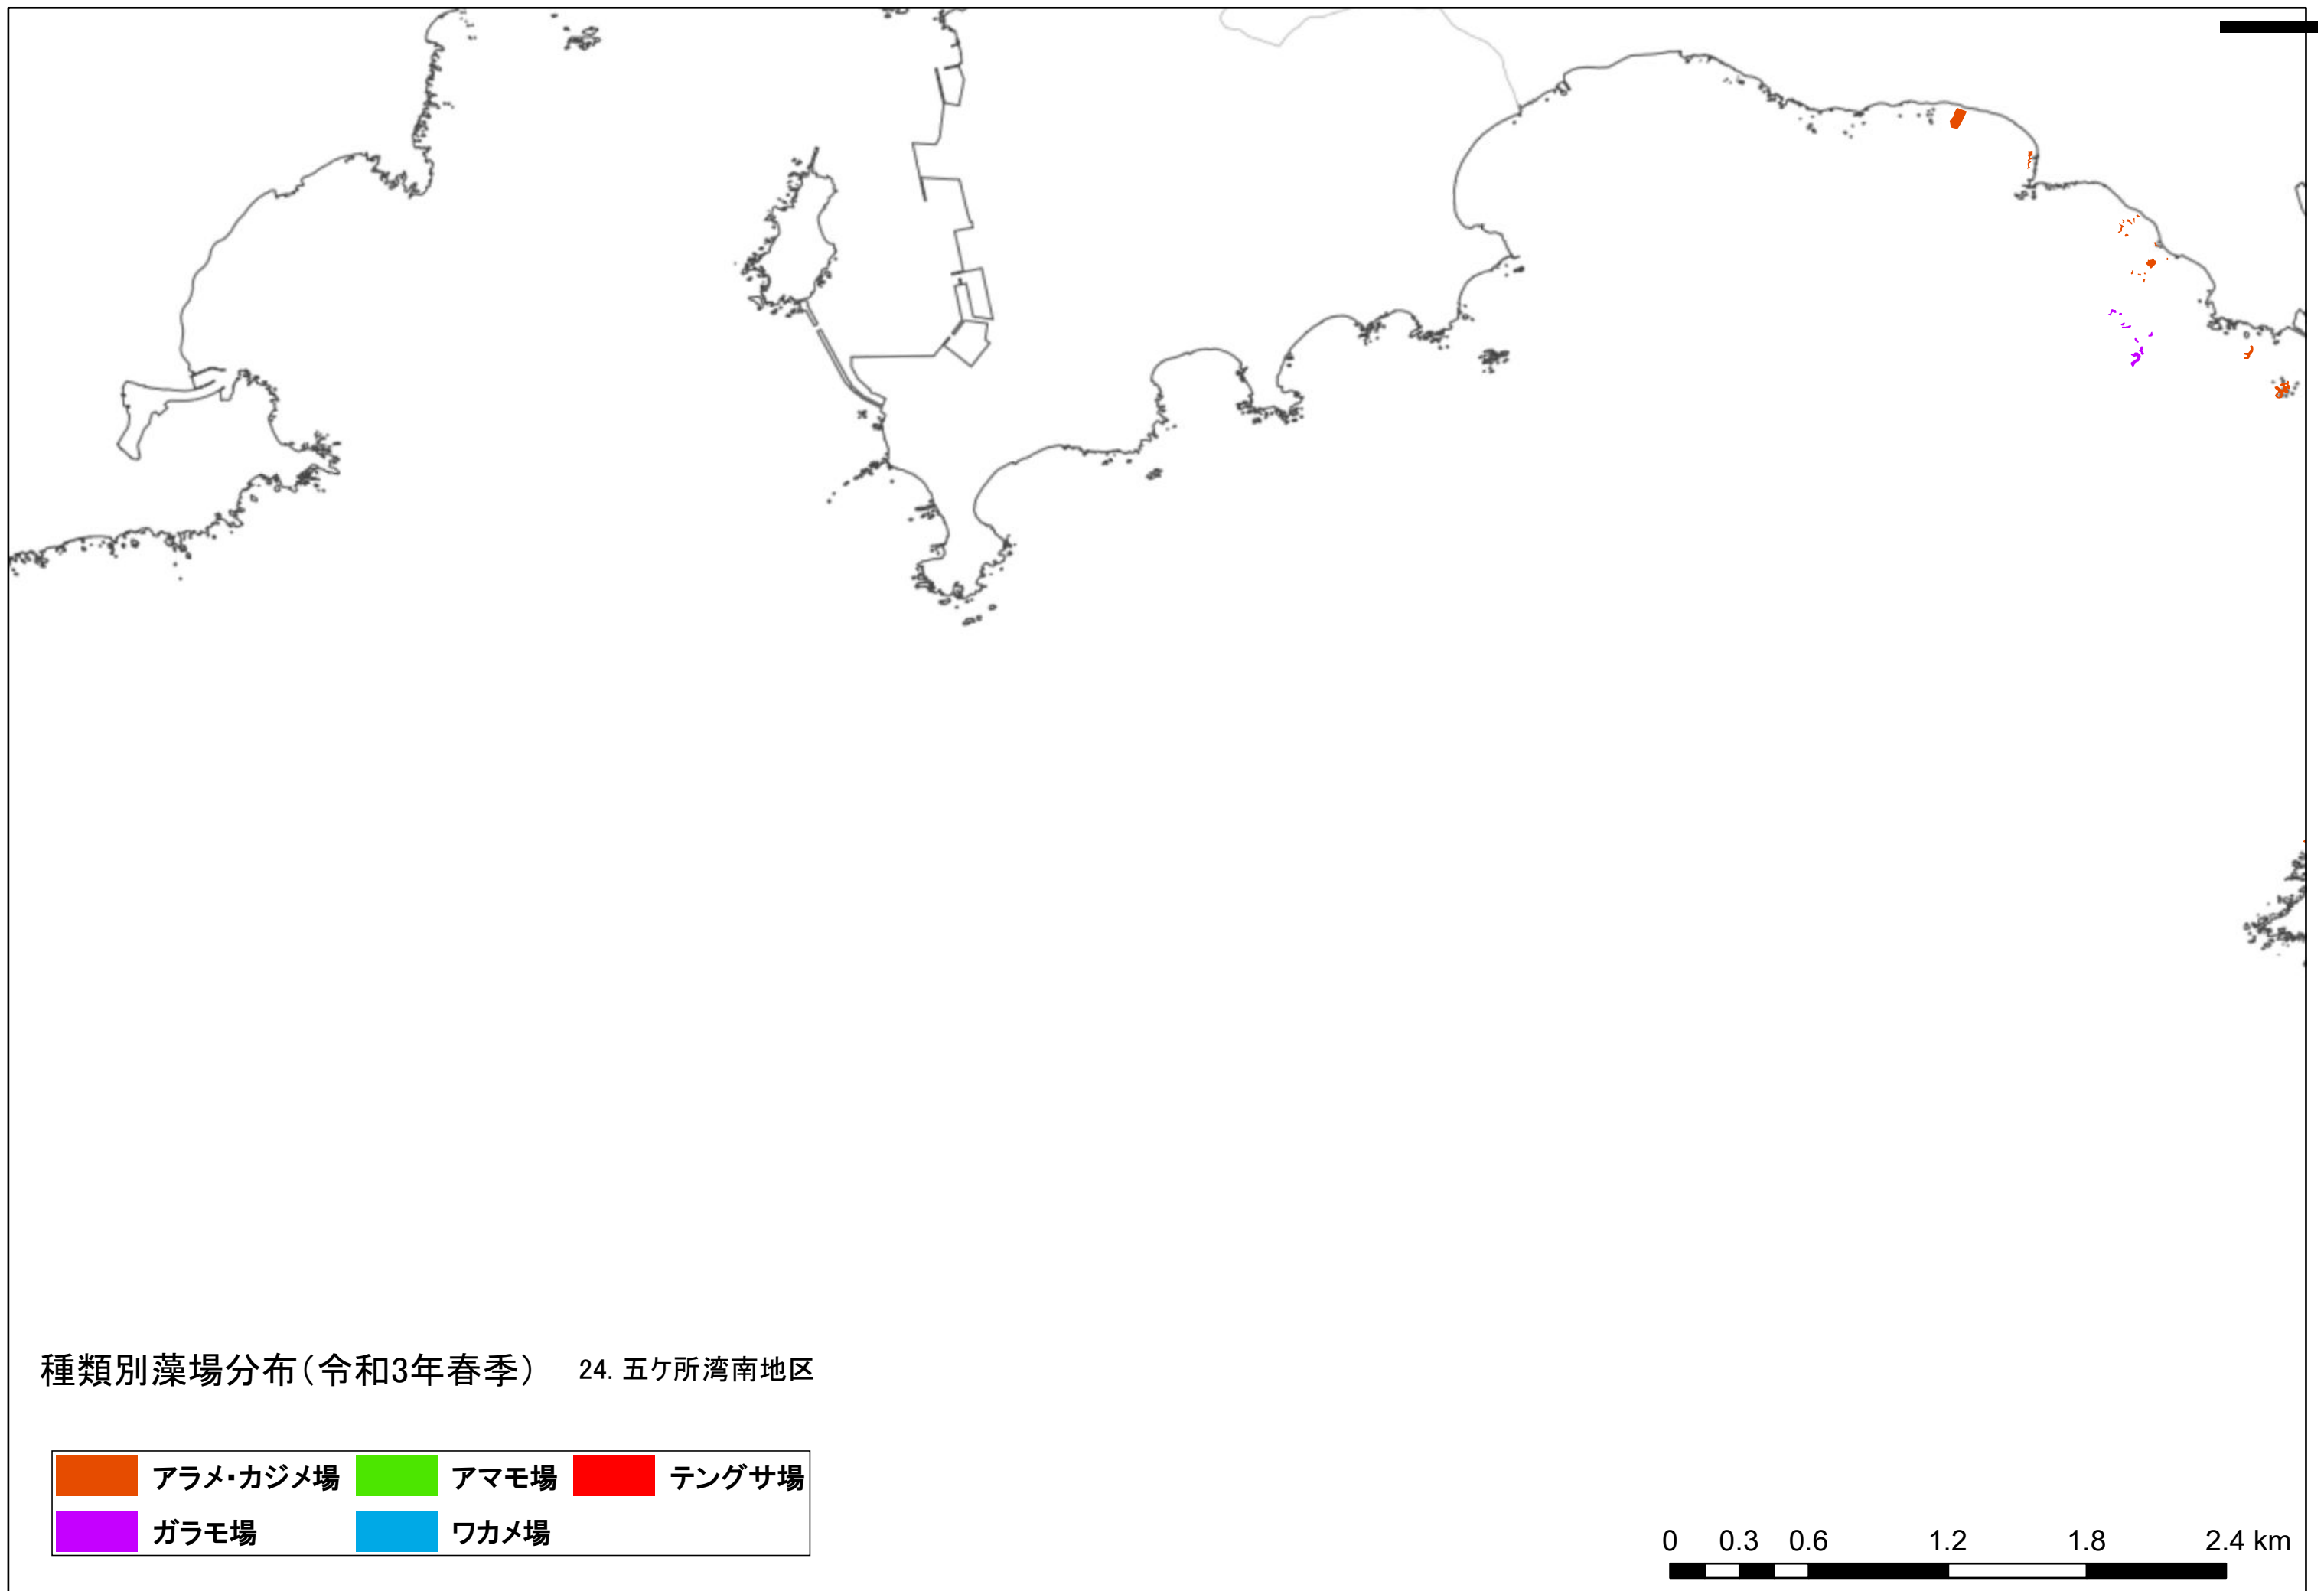 種類別藻場分布(令和3年春季) 24. 五ケ所湾南地区
アラメ・カジメ場 アマモ場 テングサ場
ガラモ場 ワカメ場
0 0.3 0.6 1.2 1.8 2.4 km